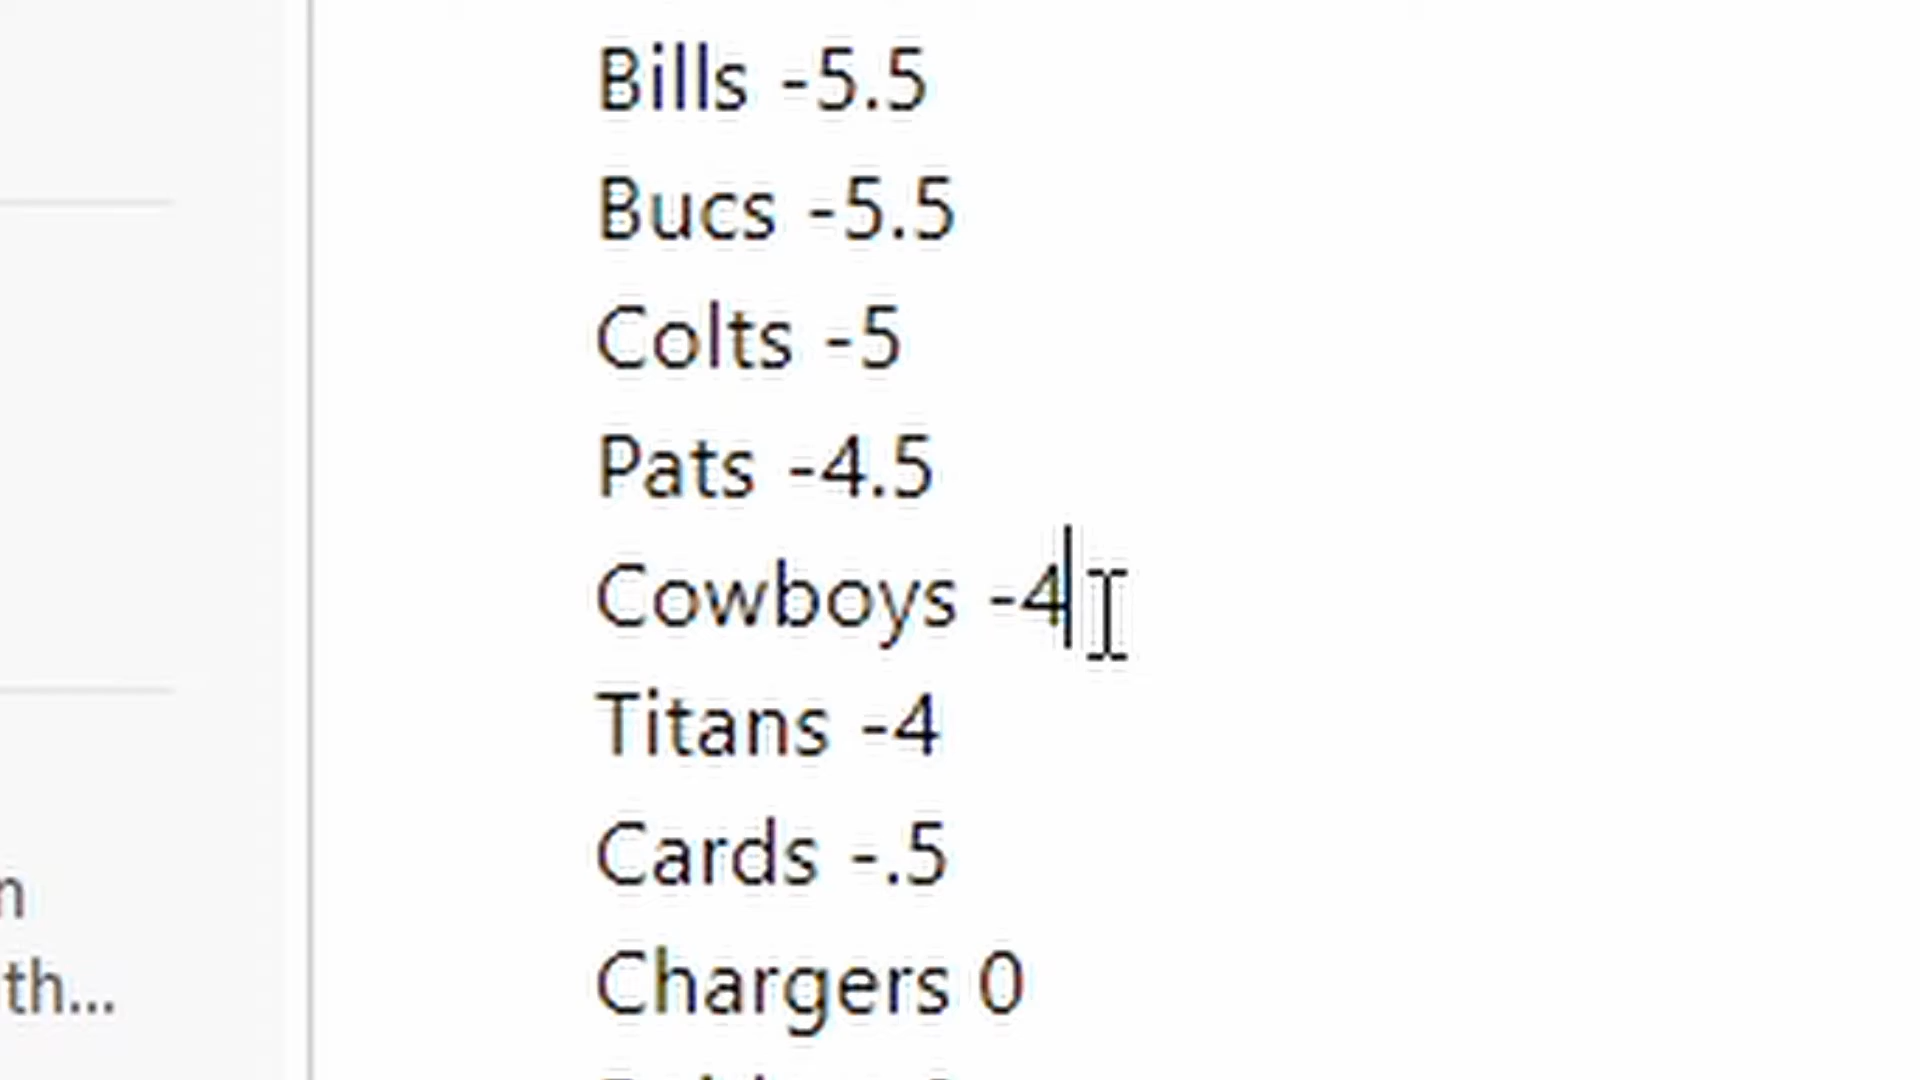 Bills -5.5
Bucs -5.5
Colts -5
Pats -4.5
Cowboys -4
Titans -4
Cards -.5
Chargers 0
th...